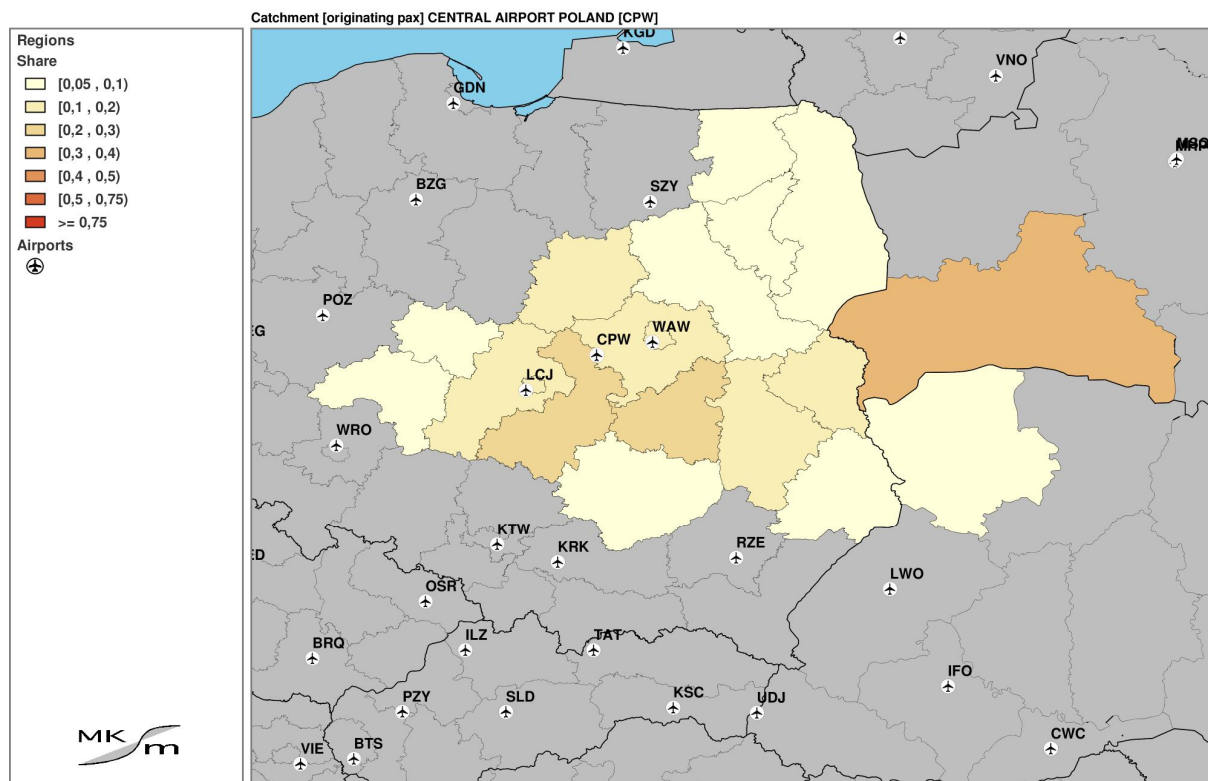 Catchment [originating pax] CENTRAL AIRPORT POLAND [CPW]
Regions
Share
[0,05 , 0,1)
[0,1 , 0,2)
[0,2 , 0,3)
[0,3 , 0,4)
[0,4 , 0,5)
[0,5 , 0,75)
>= 0,75
Airports
KGD
VNO
GDN
BZG
SZY
POZ
EG
WAW
CPW
LCJ
WRO
KTW
KRK
RZE
ED
LWO
OSR
BRQ
ILZ
TAT
IFO
PZY
SLD
KSC
UDJ
VIE
BTS
CWC
MK
m